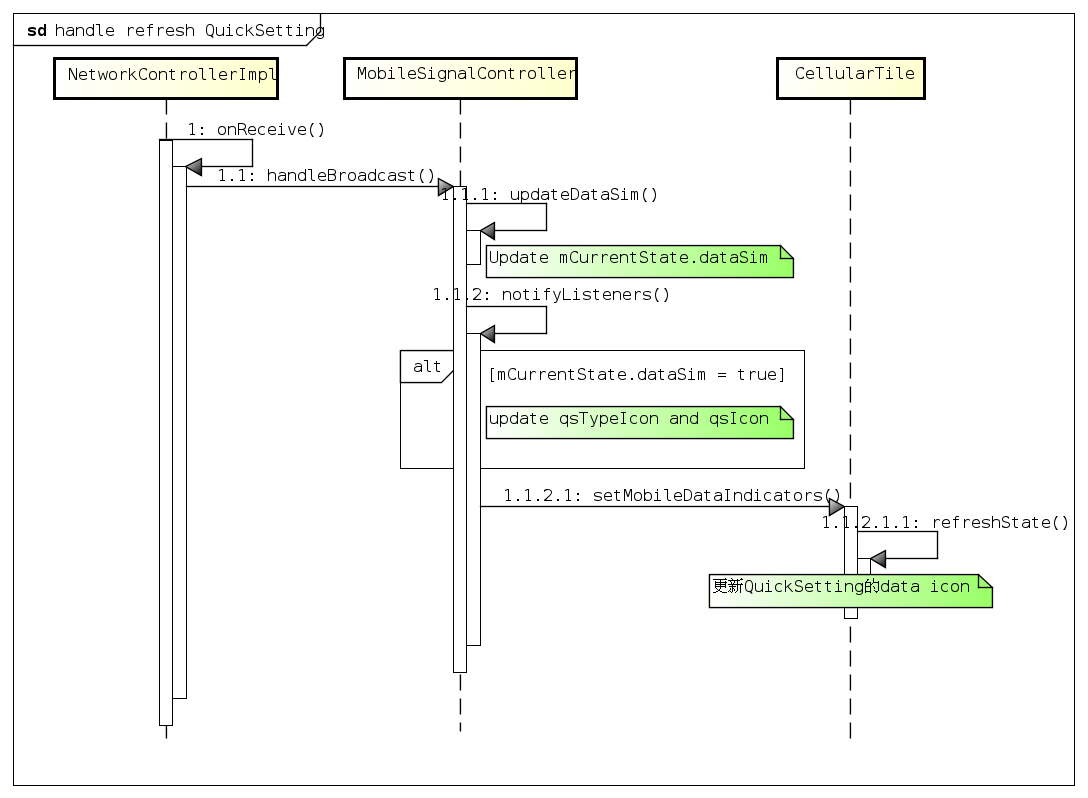 sd handle refresh QuickSetting
NetworkControllerImpl
MobileSignalController
CellularTile
1: onReceive()
1.1: handleBroadcast()
1.1.1: updateDataSim()
Update mCurrentState.dataSim
1.1.2: notifyListeners()
alt
[mCurrentState.dataSim = true]
update qsTypeIcon and qsIcon
1.1.2.1: setMobileDataIndicators()
1.1.2.1.1: refreshState()
更新QuickSetting的data icon